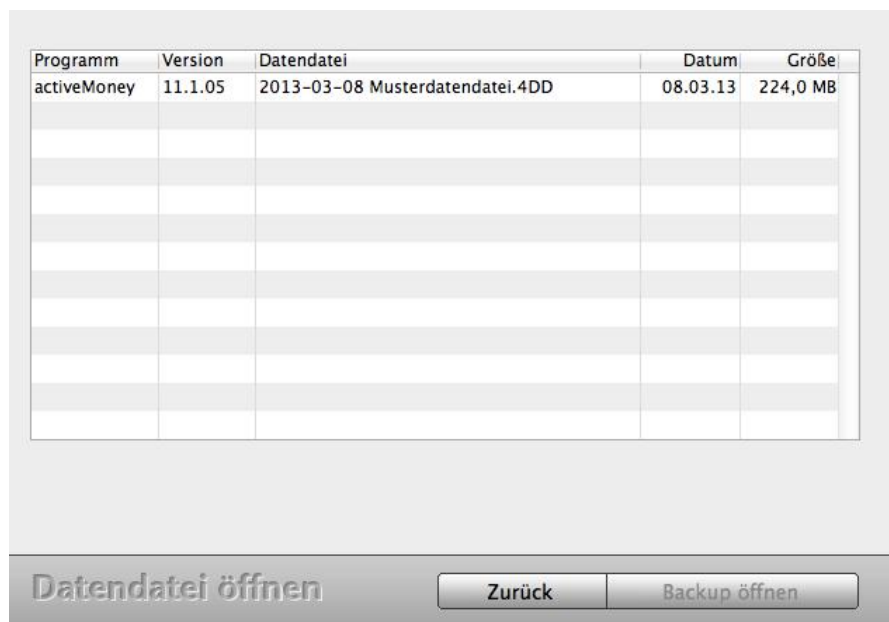 Programm Version Datendatei Datum Größe
activeMoney 11.1.05 2013-03-08 Musterdatendatei.4DD 08.03.13 224,0 MB
Datendatei öffnen Zurück Backup öffnen